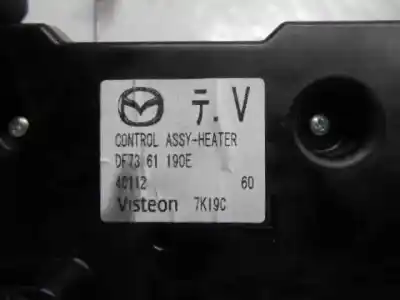 テ.V
CONTROL ASSY-HEATER
DF73 61 190E
40112 60
Visteon 7K19C